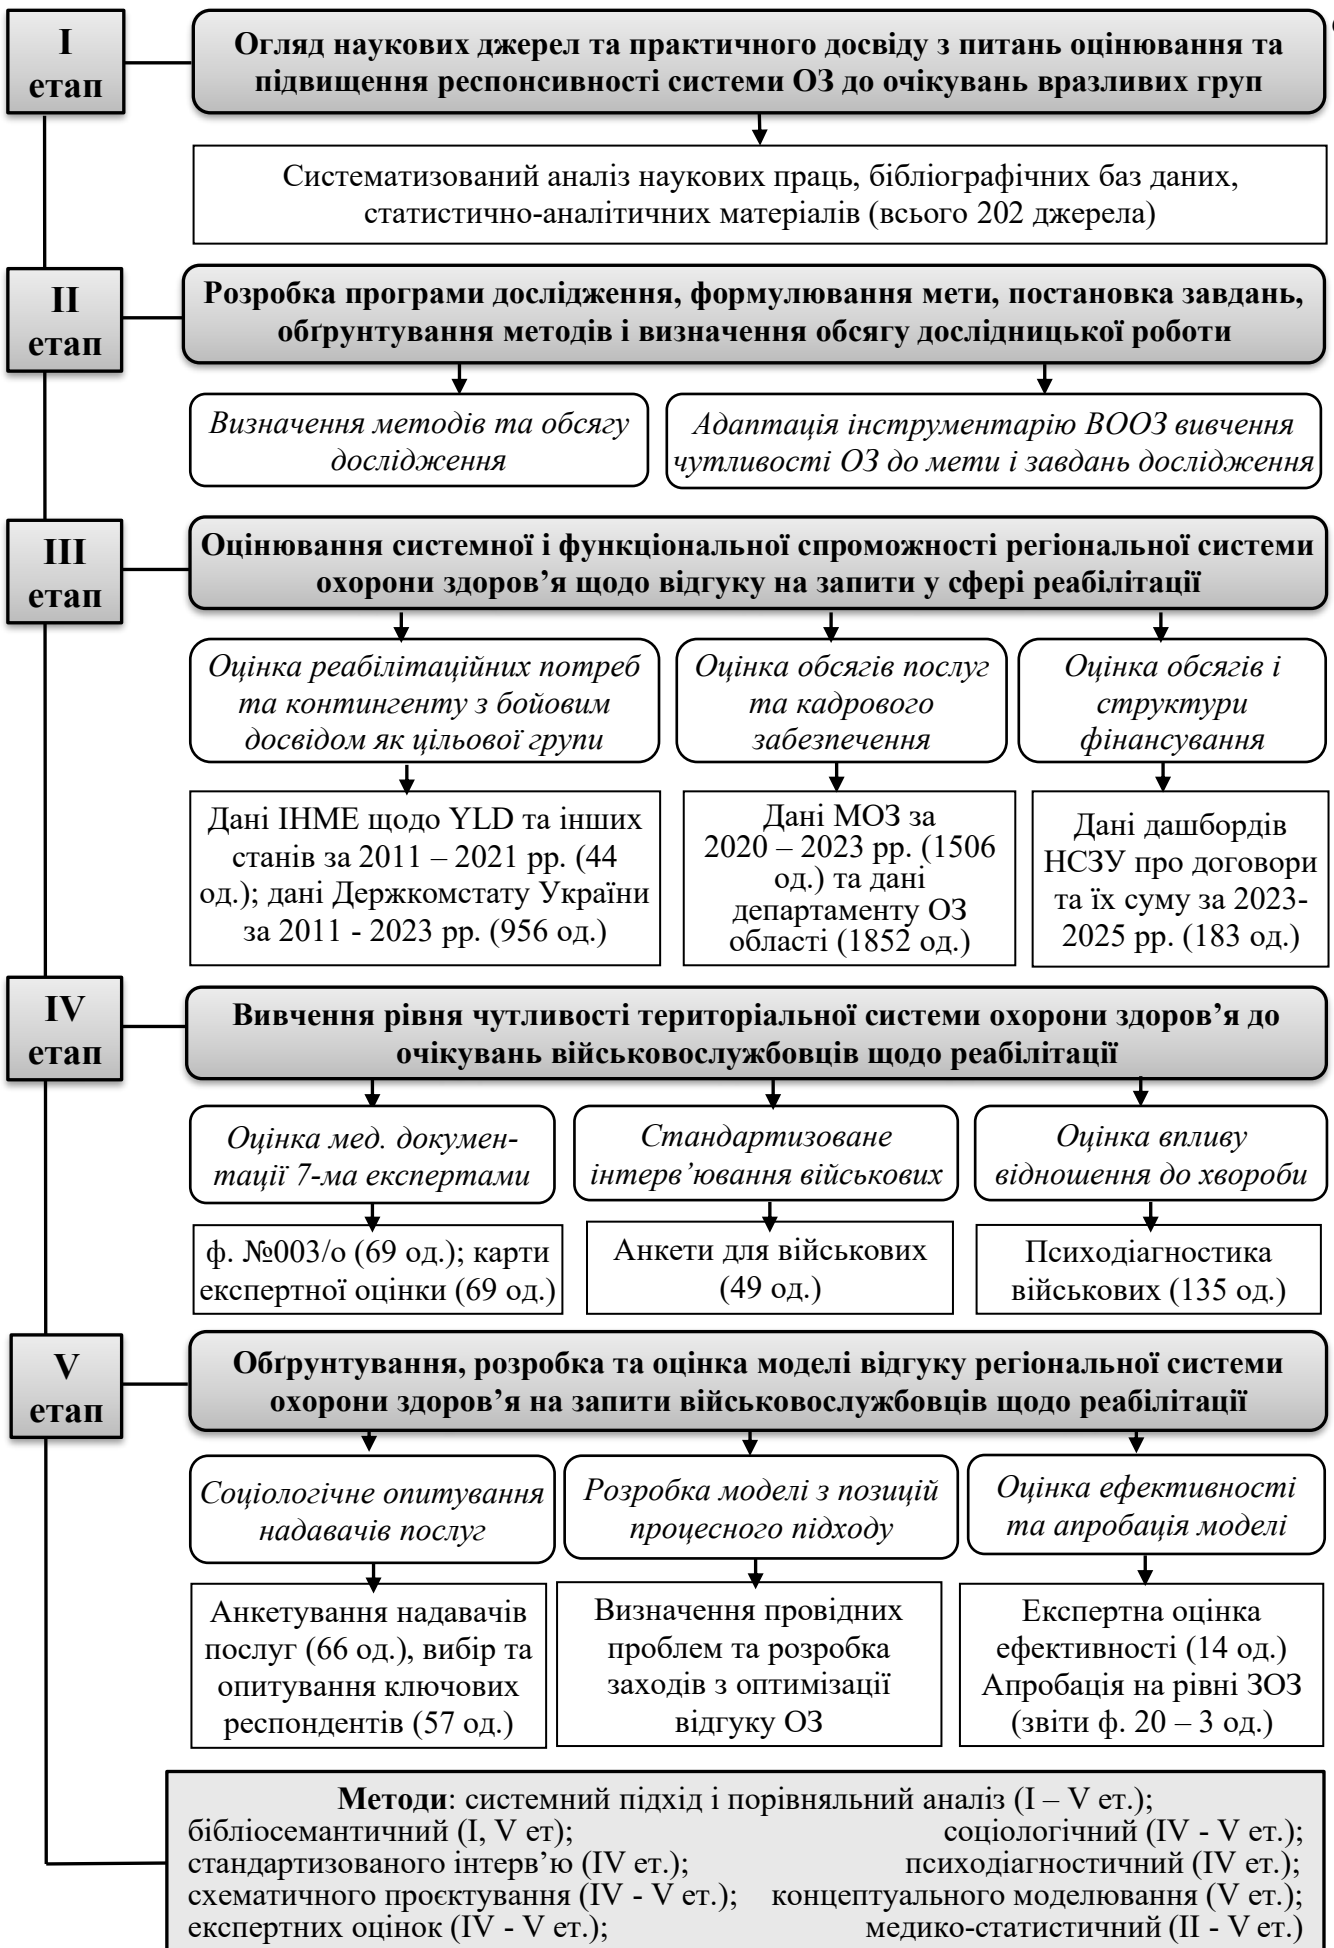 I
етап
Огляд наукових джерел та практичного досвіду з питань оцінювання та
підвищення респонсивності системи ОЗ до очікувань вразливих груп
Систематизований аналіз наукових праць, бібліографічних баз даних,
статистично-аналітичних матеріалів (всього 202 джерела)
II
етап
Розробка програми дослідження, формулювання мети, постановка завдань,
обґрунтування методів і визначення обсягу дослідницької роботи
Визначення методів та обсягу
дослідження
Адаптація інструментарію ВООЗ вивчення
чутливості ОЗ до мети і завдань дослідження
III
етап
Оцінювання системної і функціональної спроможності регіональної системи
охорони здоров’я щодо відгуку на запити у сфері реабілітації
Оцінка реабілітаційних потреб
та контингенту з бойовим
досвідом як цільової групи
Оцінка обсягів послуг
та кадрового
забезпечення
Оцінка обсягів і
структури
фінансування
Дані IHME щодо YLD та інших
станів за 2011 – 2021 рр. (44
од.); дані Держкомстату України
за 2011 - 2023 рр. (956 од.)
Дані МОЗ за
2020 – 2023 рр. (1506
од.) та дані
департаменту ОЗ
області (1852 од.)
Дані дашбордів
НСЗУ про договори
та їх суму за 2023-
2025 рр. (183 од.)
IV
етап
Вивчення рівня чутливості територіальної системи охорони здоров’я до
очікувань військовослужбовців щодо реабілітації
Оцінка мед. докумен-
тації 7-ма експертами
Стандартизоване
інтерв’ювання військових
Оцінка впливу
відношення до хвороби
ф. №003/о (69 од.); карти
експертної оцінки (69 од.)
Анкети для військових
(49 од.)
Психодіагностика
військових (135 од.)
V
етап
Обґрунтування, розробка та оцінка моделі відгуку регіональної системи
охорони здоров’я на запити військовослужбовців щодо реабілітації
Соціологічне опитування
надавачів послуг
Розробка моделі з позицій
процесного підходу
Оцінка ефективності
та апробація моделі
Анкетування надавачів
послуг (66 од.), вибір та
опитування ключових
респондентів (57 од.)
Визначення провідних
проблем та розробка
заходів з оптимізації
відгуку ОЗ
Експертна оцінка
ефективності (14 од.)
Апробація на рівні ЗОЗ
(звіти ф. 20 – 3 од.)
Методи: системний підхід і порівняльний аналіз (I – V ет.);
бібліосемантичний (I, V ет); соціологічний (IV - V ет.);
стандартизованого інтерв’ю (IV ет.); психодіагностичний (IV ет.);
схематичного проєктування (IV - V ет.); концептуального моделювання (V ет.);
експертних оцінок (IV - V ет.); медико-статистичний (II - V ет.)